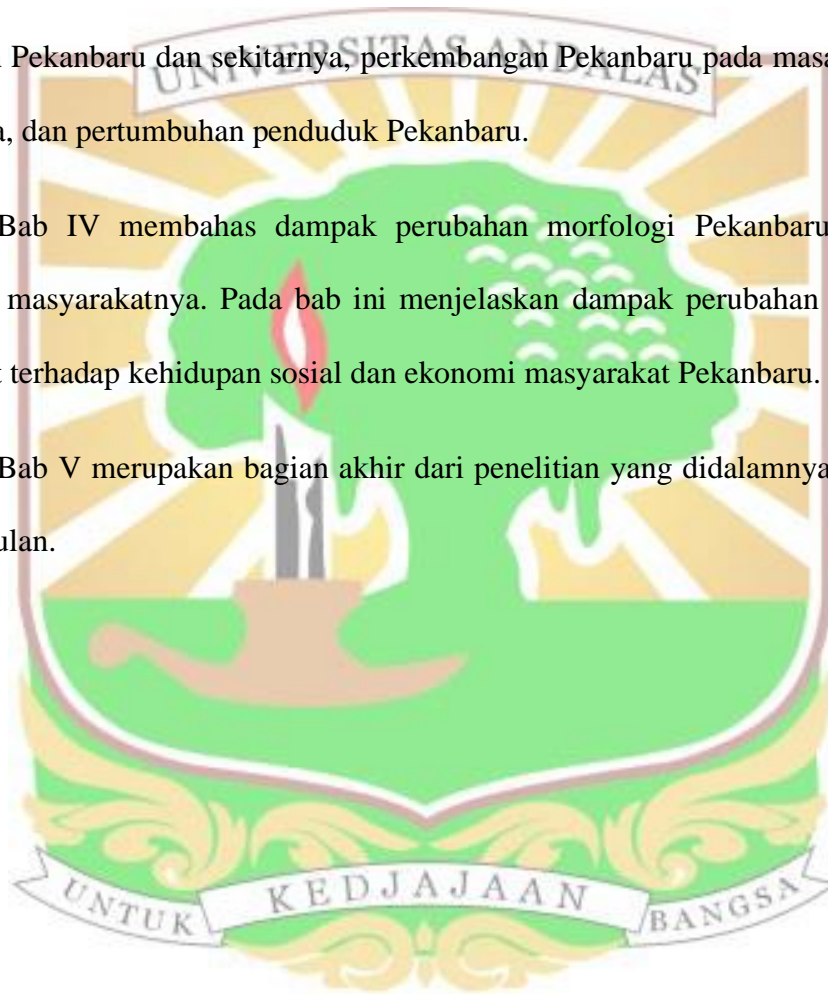 Pekanbaru dan sekitarnya, perkembangan Pekanbaru pada masa
UNIVERSITAS ANDALAS
, dan pertumbuhan penduduk Pekanbaru.
Bab IV membahas dampak perubahan morfologi Pekanbaru
masyarakatnya. Pada bab ini menjelaskan dampak perubahan
terhadap kehidupan sosial dan ekonomi masyarakat Pekanbaru.
Bab V merupakan bagian akhir dari penelitian yang didalamnya
ulan.
UNTUK KEDJAJAAN BANGSA